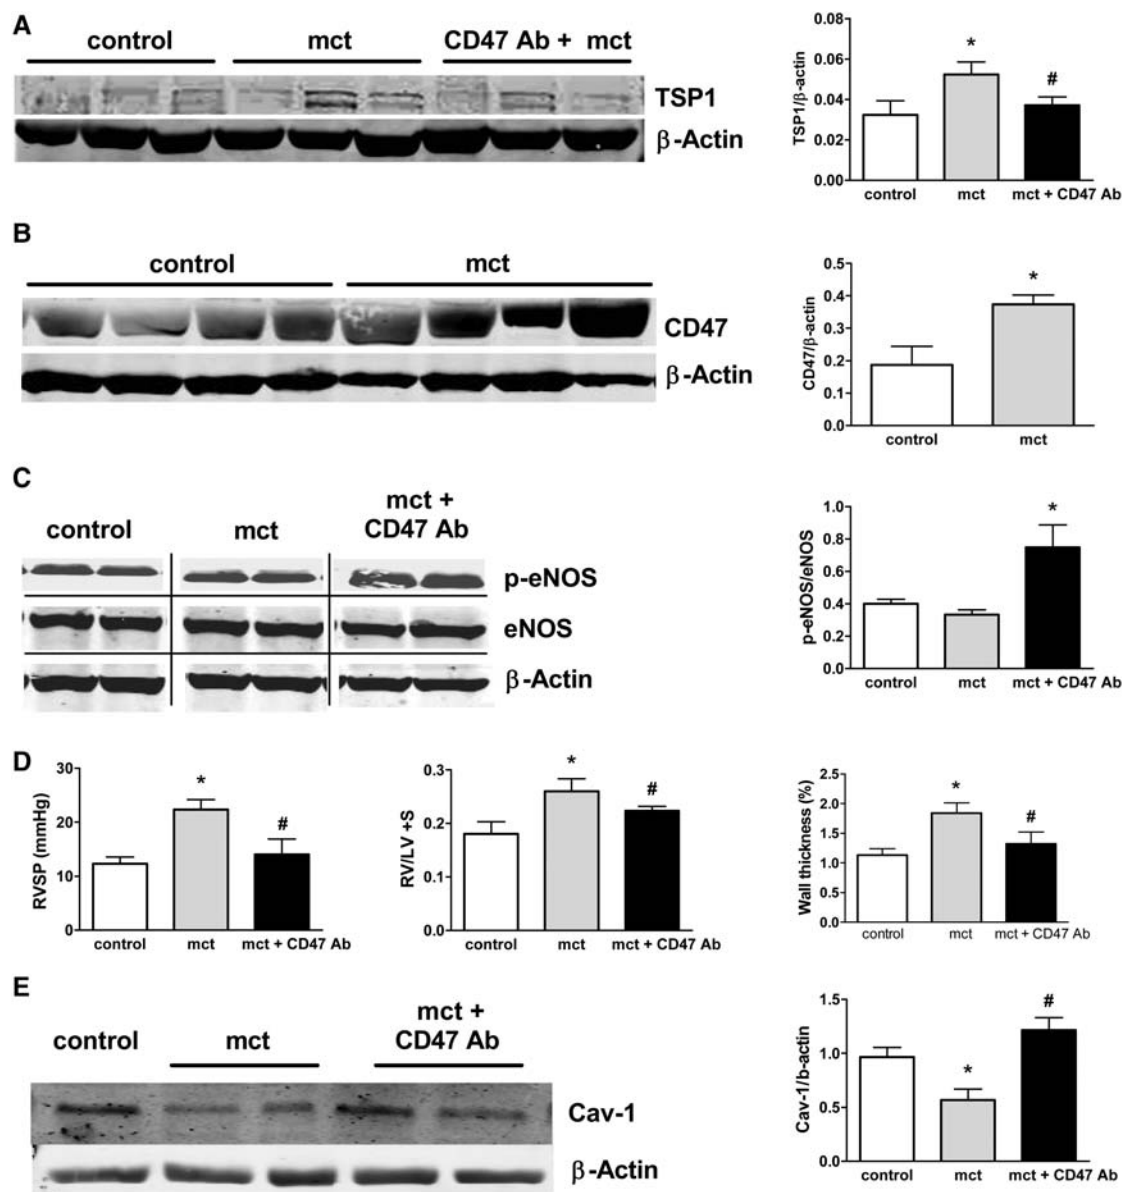 A
control mct CD47 Ab + mct
TSP1
β-Actin
TSP1/β-actin
0.08
0.06
0.04
0.02
0.00
*
#
control mct mct + CD47 Ab
B
control mct
CD47
β-Actin
CD47/β-actin
0.5
0.4
0.3
0.2
0.1
0.0
*
control mct
C
control mct mct +
CD47 Ab
p-eNOS
eNOS
β-Actin
p-eNOS/eNOS
1.0
0.8
0.6
0.4
0.2
0.0
*
control mct mct + CD47 Ab
D
RVSP (mmHg)
30
20
10
0
*
#
control mct mct + CD47 Ab
RV/LV +S
0.3
0.2
0.1
0.0
*
#
control mct mct + CD47 Ab
Wall thickness (%)
2.5
2.0
1.5
1.0
0.5
0.0
*
#
control mct mct + CD47 Ab
E
control mct mct +
CD47 Ab
Cav-1
β-Actin
Cav-1/b-actin
1.5
1.0
0.5
0.0
*
#
control mct mct + CD47 Ab